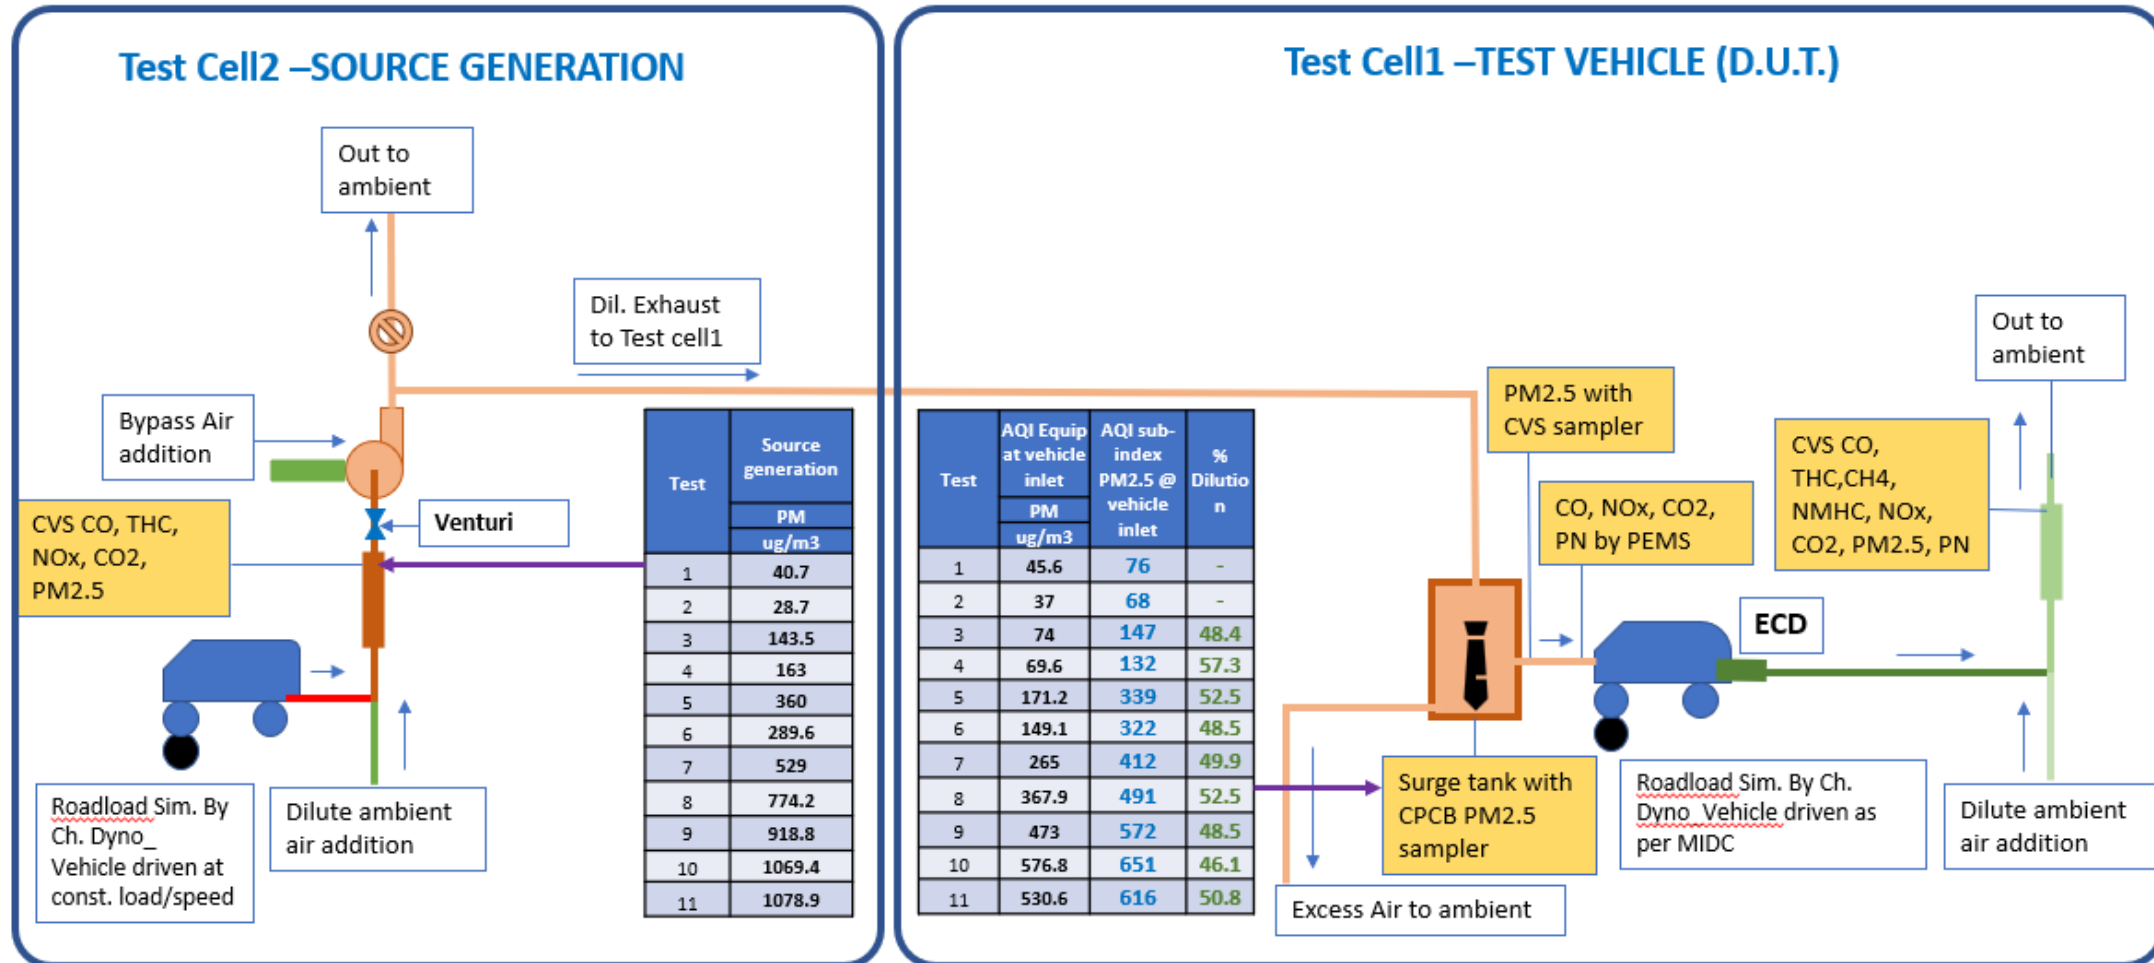 Test Cell2 –SOURCE GENERATION
Out to
ambient
Dil. Exhaust
to Test cell1
Bypass Air
addition
CVS CO, THC,
NOx, CO2,
PM2.5
Venturi
Roadload Sim. By
Ch. Dyno_
Vehicle driven at
const. load/speed
Dilute ambient
air addition
Test Source
generation
PM
ug/m3
1 40.7
2 28.7
3 143.5
4 163
5 360
6 289.6
7 529
8 774.2
9 918.8
10 1069.4
11 1078.9
Test Cell1 –TEST VEHICLE (D.U.T.)
Test
AQI Equip
at vehicle
inlet
PM
ug/m3
AQI sub-
index
PM2.5 @
vehicle
inlet
%
Dilutio
n
1 45.6 76 -
2 37 68 -
3 74 147 48.4
4 69.6 132 57.3
5 171.2 339 52.5
6 149.1 322 48.5
7 265 412 49.9
8 367.9 491 52.5
9 473 572 48.5
10 576.8 651 46.1
11 530.6 616 50.8
PM2.5 with
CVS sampler
CO, NOx, CO2,
PN by PEMS
Out to
ambient
CVS CO,
THC,CH4,
NMHC, NOx,
CO2, PM2.5, PN
ECD
Surge tank with
CPCB PM2.5
sampler
Excess Air to ambient
Roadload Sim. By Ch.
Dyno_Vehicle driven as
per MIDC
Dilute ambient
air addition